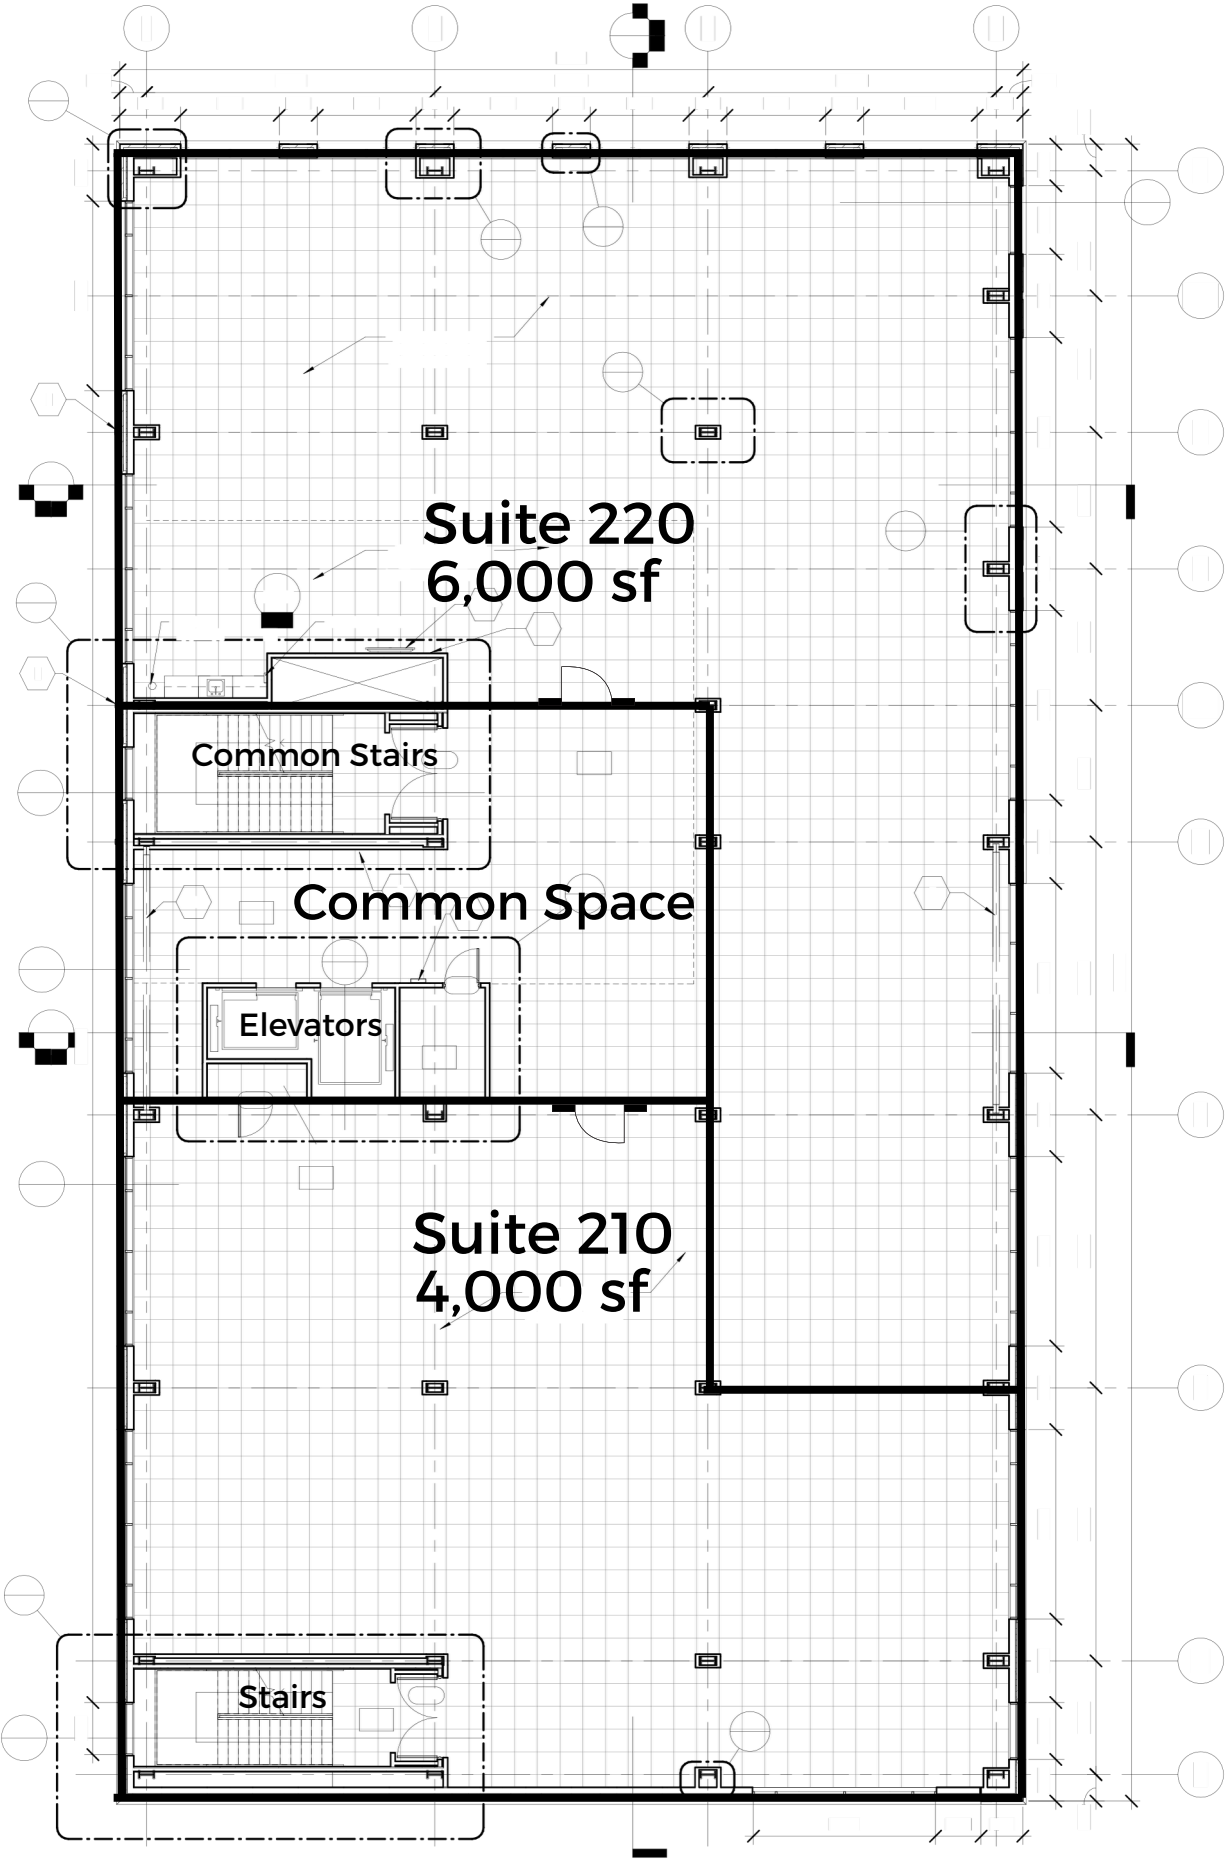 Suite 220
6,000 sf
Common Stairs
Common Space
Elevators
Suite 210
4,000 sf
Stairs